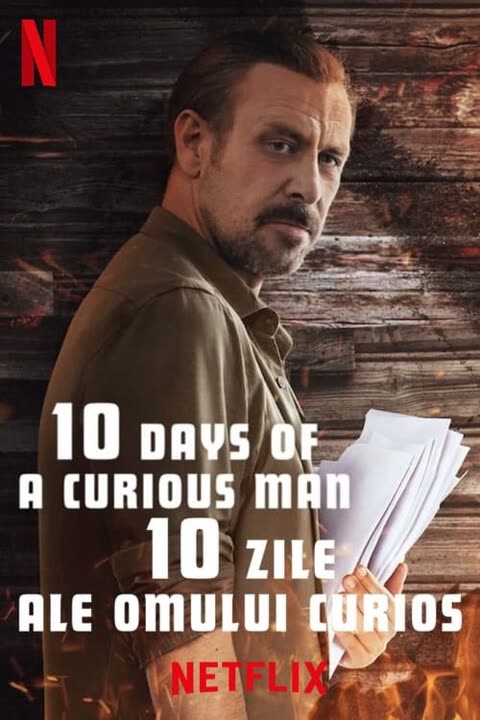 N
10 DAYS OF
A CURIOUS MAN
10 ZILE
ALE OMULUI CURIOS
NETFLIX